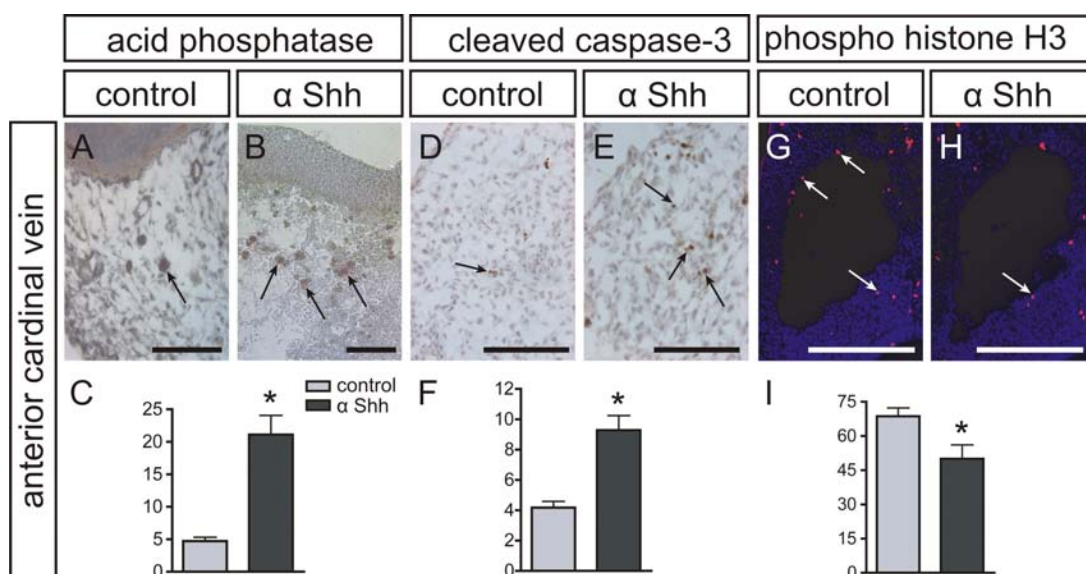 acid phosphatase
cleaved caspase-3
phospho histone H3
control
α Shh
control
α Shh
control
α Shh
anterior cardinal vein
A
B
D
E
G
H
C
control
α Shh
25
20
15
10
5
0
*
F
12
10
8
6
4
2
0
*
I
75
60
45
30
15
0
*